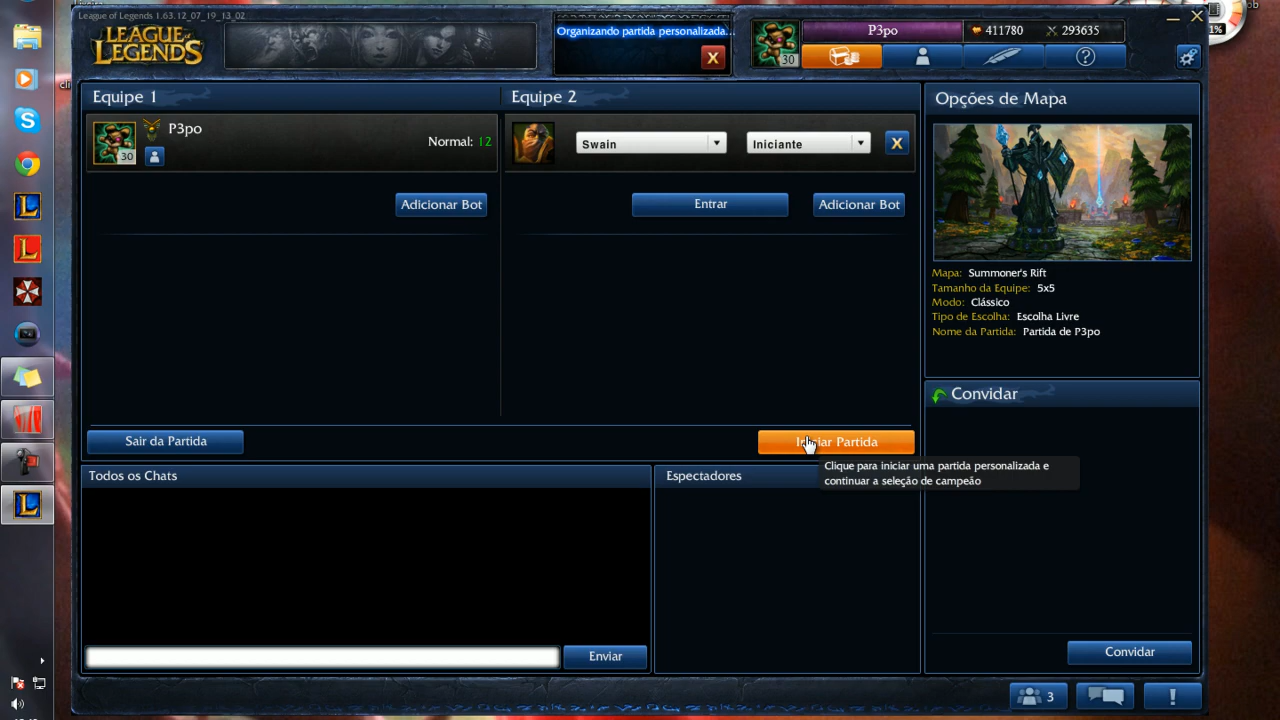 League of Legends 1.63.12_07_19_13_02
LEAGUE of LEGENDS
Organizando partida personalizada...
X
30
P3po
411780
293635
?
1%
Equipe 1
Equipe 2
Opções de Mapa
30
P3po
Normal: 12
Swain
Iniciante
X
Adicionar Bot
Entrar
Adicionar Bot
Mapa: Summoner's Rift
Tamanho da Equipe: 5x5
Modo: Clássico
Tipo de Escolha: Escolha Livre
Nome da Partida: Partida de P3po
Convidar
Sair da Partida
Iniciar Partida
Clique para iniciar uma partida personalizada e
continuar a seleção de campeão
Todos os Chats
Espectadores
Enviar
Convidar
3
!